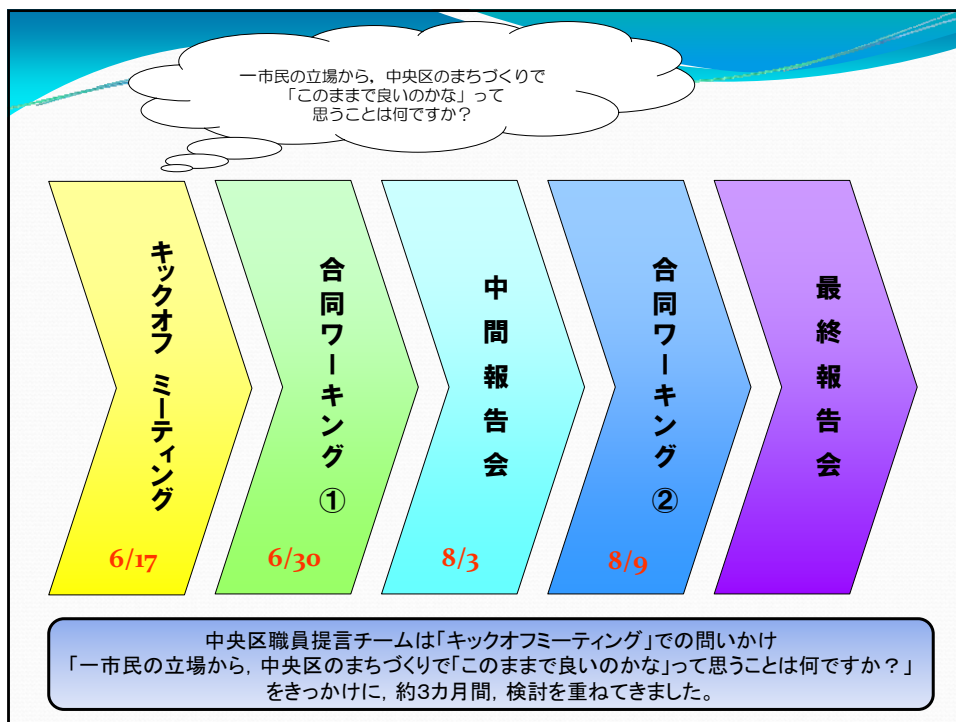 一市民の立場から，中央区のまちづくりで
「このままで良いのかな」って
思うことは何ですか？
キックオフ ミーティング
6/17
合同ワーキング ①
6/30
中間報告会
8/3
合同ワーキング ②
8/9
最終報告会
中央区職員提言チームは「キックオフミーティング」での問いかけ
「一市民の立場から，中央区のまちづくりで「このままで良いのかな」って思うことは何ですか？」
をきっかけに，約3カ月間，検討を重ねてきました。